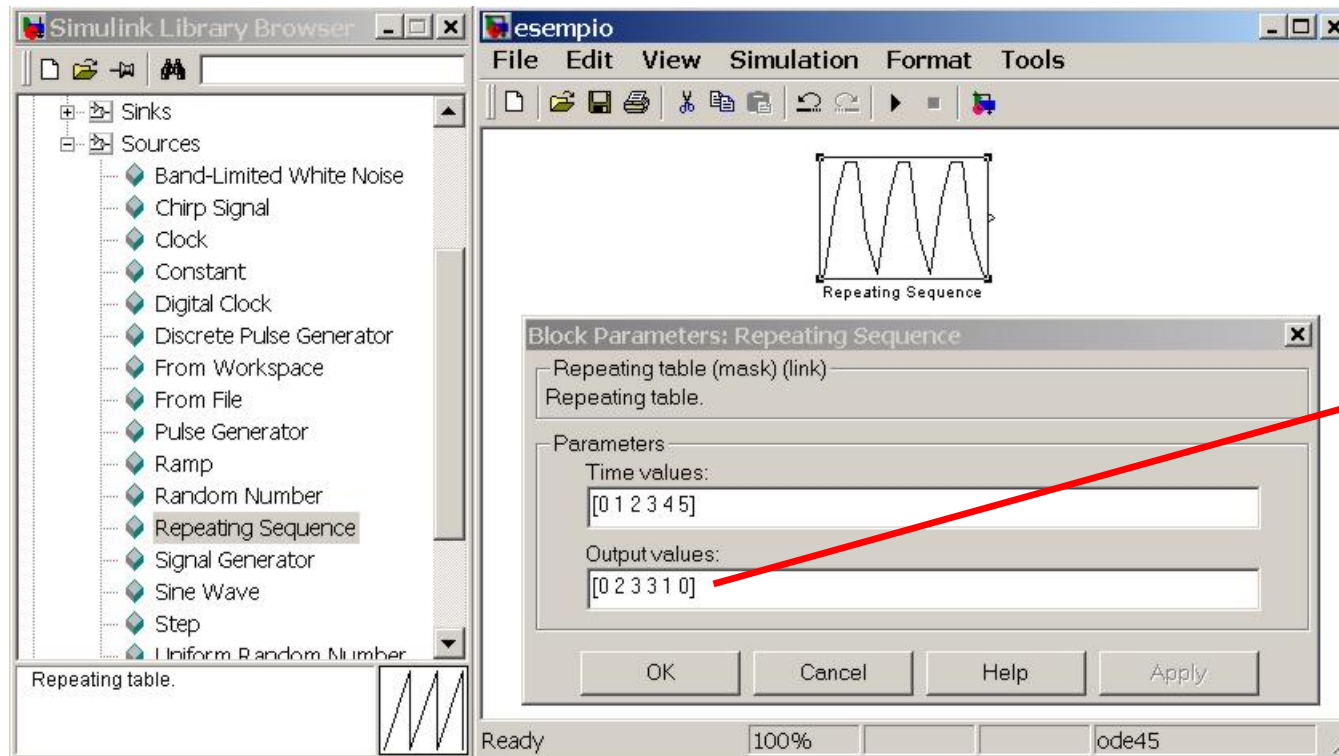 Simulink Library Browser
Sinks
Sources
Band-Limited White Noise
Chirp Signal
Clock
Constant
Digital Clock
Discrete Pulse Generator
From Workspace
From File
Pulse Generator
Ramp
Random Number
Repeating Sequence
Signal Generator
Sine Wave
Step
Uniform Random Number
Repeating table.
esempio
File Edit View Simulation Format Tools
Repeating Sequence
Block Parameters: Repeating Sequence
Repeating table (mask) (link)
Repeating table.
Parameters
Time values:
[0 1 2 3 4 5]
Output values:
[0 2 3 3 1 0]
OK Cancel Help Apply
Ready 100% ode45